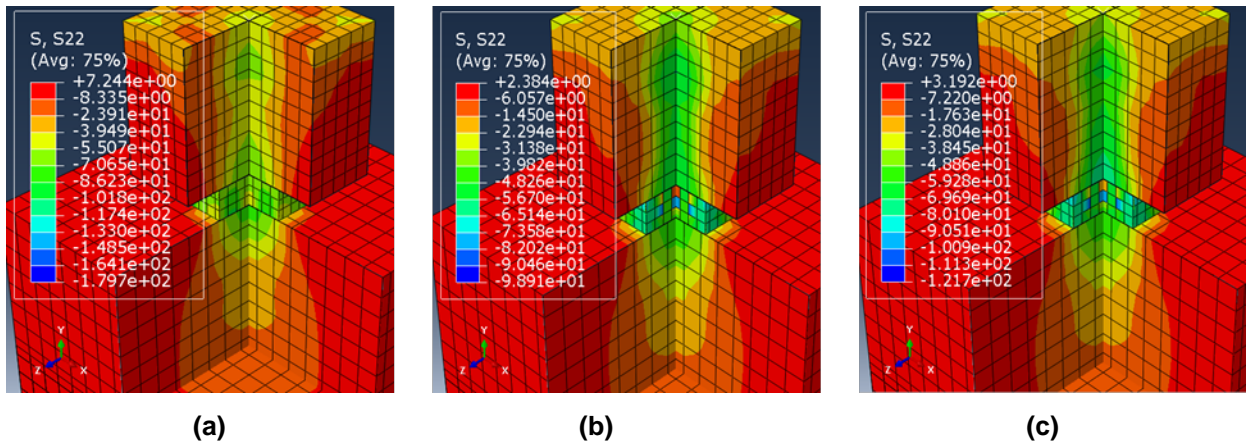 S, S22
(Avg: 75%)
+7.244e+00
-8.335e+00
-2.391e+01
-3.949e+01
-5.507e+01
-7.065e+01
-8.623e+01
-1.018e+02
-1.174e+02
-1.330e+02
-1.485e+02
-1.641e+02
-1.797e+02
Y
Z
X
(a)
S, S22
(Avg: 75%)
+2.384e+00
-6.057e+00
-1.450e+01
-2.294e+01
-3.138e+01
-3.982e+01
-4.826e+01
-5.670e+01
-6.514e+01
-7.358e+01
-8.202e+01
-9.046e+01
-9.891e+01
Y
Z
X
(b)
S, S22
(Avg: 75%)
+3.192e+00
-7.220e+00
-1.763e+01
-2.804e+01
-3.845e+01
-4.886e+01
-5.928e+01
-6.969e+01
-8.010e+01
-9.051e+01
-1.009e+02
-1.113e+02
-1.217e+02
Y
Z
X
(c)